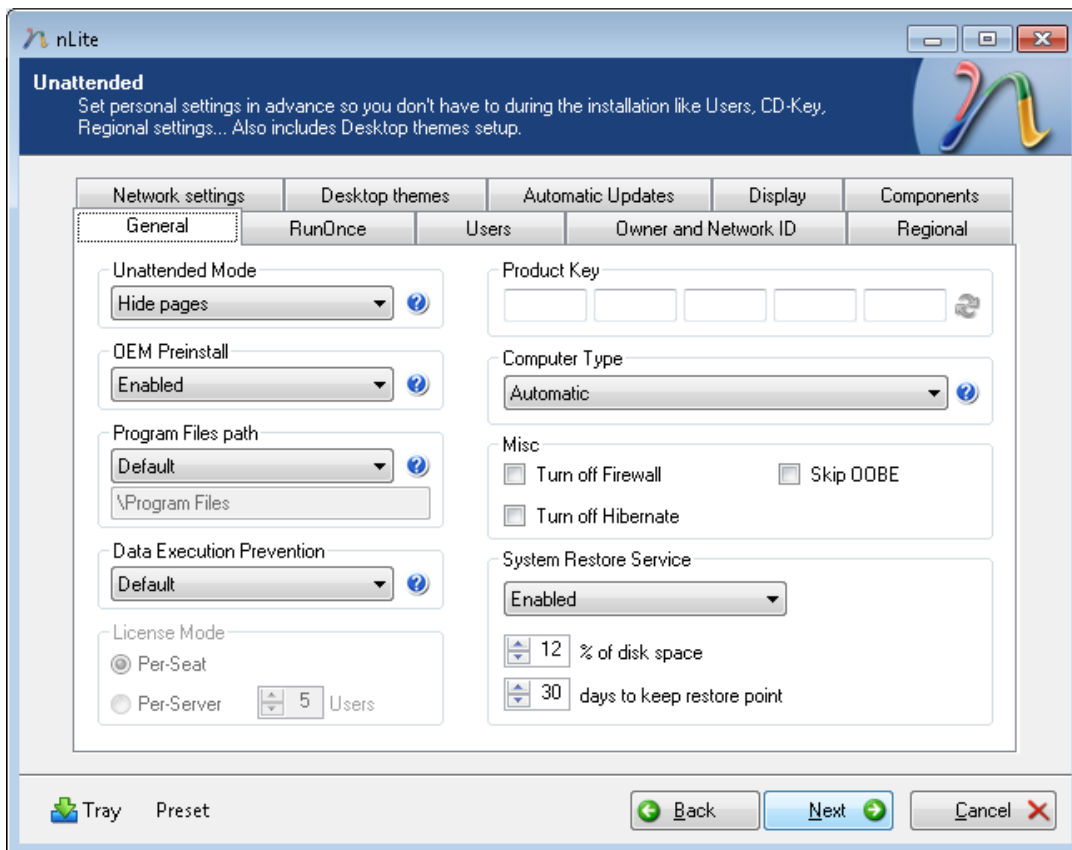 nLite
Unattended
Set personal settings in advance so you don't have to during the installation like Users, CD-Key,
Regional settings... Also includes Desktop themes setup.
Network settings Desktop themes Automatic Updates Display Components
General RunOnce Users Owner and Network ID Regional
Unattended Mode
Hide pages
OEM Preinstall
Enabled
Program Files path
Default
\Program Files
Data Execution Prevention
Default
License Mode
Per-Seat
Per-Server 5 Users
Product Key
Computer Type
Automatic
Misc
Turn off Firewall Skip OOBE
Turn off Hibernate
System Restore Service
Enabled
12 % of disk space
30 days to keep restore point
Tray Preset Back Next Cancel